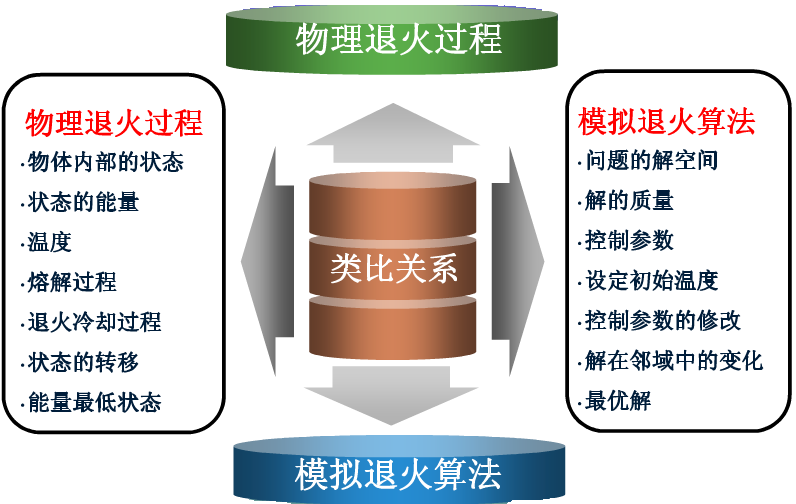 物理退火过程
物理退火过程
·物体内部的状态
·状态的能量
·温度
·熔解过程
·退火冷却过程
·状态的转移
·能量最低状态
类比关系
模拟退火算法
·问题的解空间
·解的质量
·控制参数
·设定初始温度
·控制参数的修改
·解在邻域中的变化
·最优解
模拟退火算法